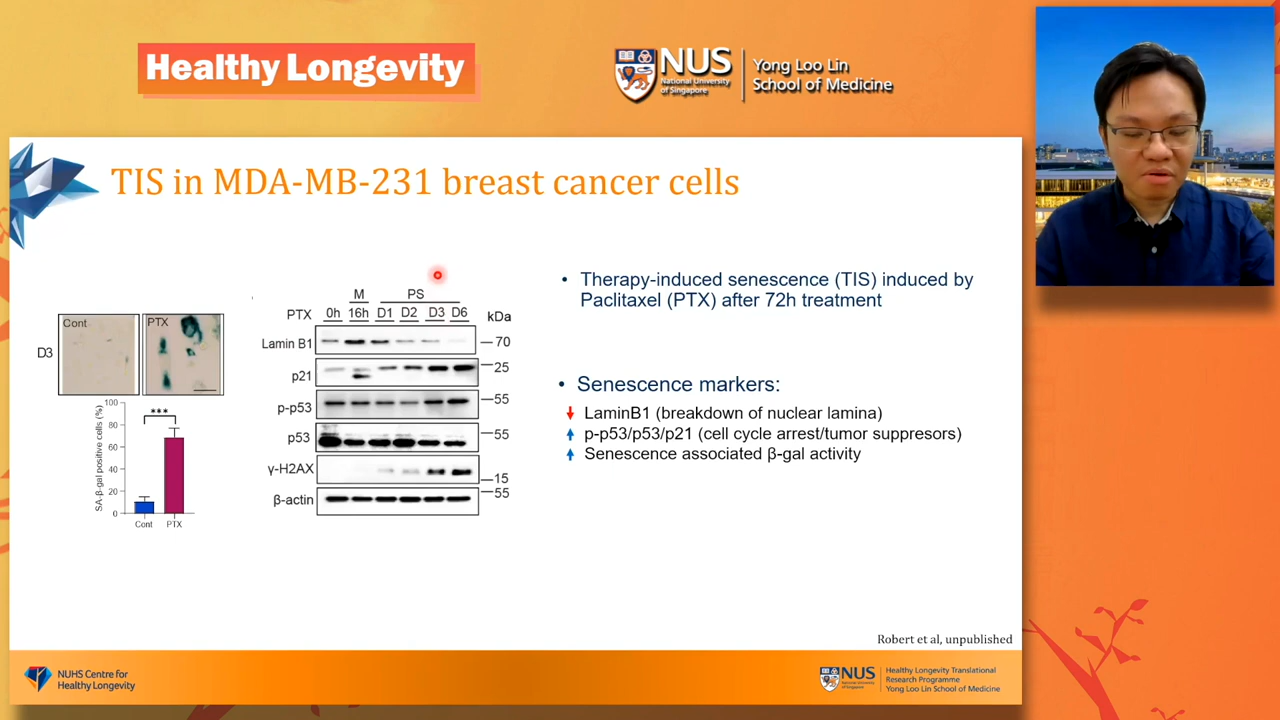 Healthy Longevity
NUS
National University
of Singapore
Yong Loo Lin
School of Medicine
TIS in MDA-MB-231 breast cancer cells
D3
Cont
PTX
SA-β-gal positive cells (%)
100
80
60
40
20
0
***
Cont
PTX
M
PS
PTX
0h
16h
D1
D2
D3
D6
kDa
Lamin B1
70
p21
25
p-p53
55
p53
55
γ-H2AX
15
β-actin
55
• Therapy-induced senescence (TIS) induced by
Paclitaxel (PTX) after 72h treatment
• Senescence markers:
LaminB1 (breakdown of nuclear lamina)
p-p53/p53/p21 (cell cycle arrest/tumor suppresors)
Senescence associated β-gal activity
Robert et al, unpublished
NUHS Centre for
Healthy Longevity
NUS
National University
of Singapore
Healthy Longevity Translational
Research Programme
Yong Loo Lin School of Medicine